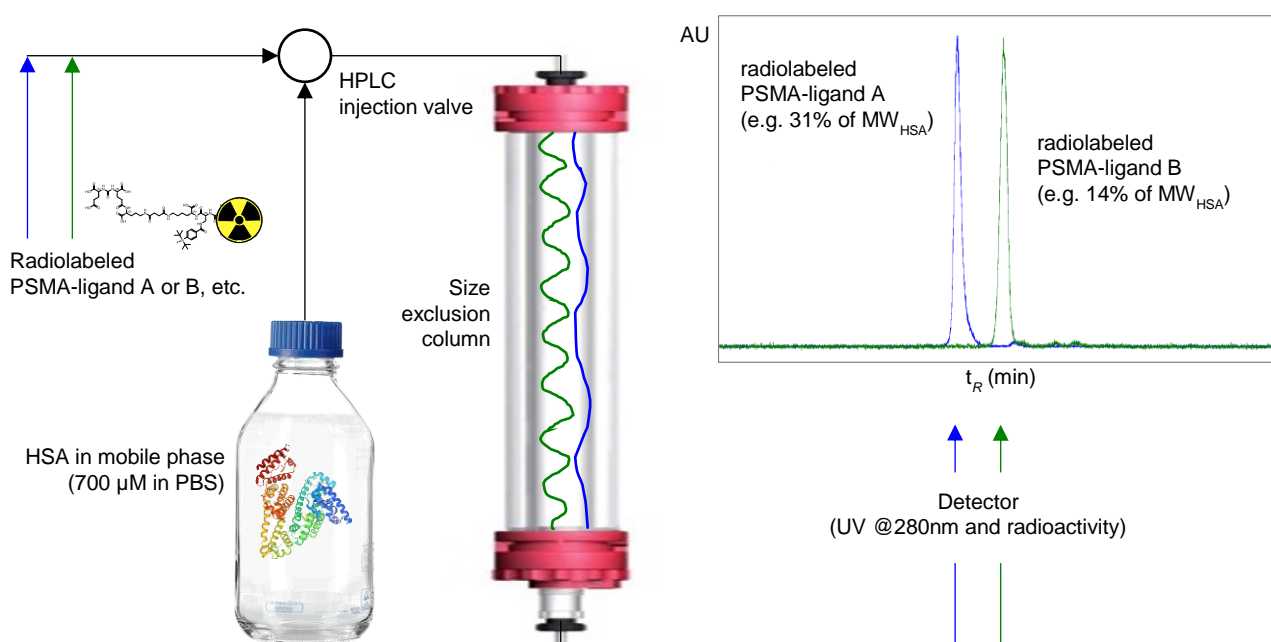 HPLC
injection valve
Radiolabeled
PSMA-ligand A or B, etc.
HSA in mobile phase
(700 µM in PBS)
Size
exclusion
column
AU
radiolabeled
PSMA-ligand A
(e.g. 31% of MWHSA)
radiolabeled
PSMA-ligand B
(e.g. 14% of MWHSA)
tR (min)
Detector
(UV @280nm and radioactivity)